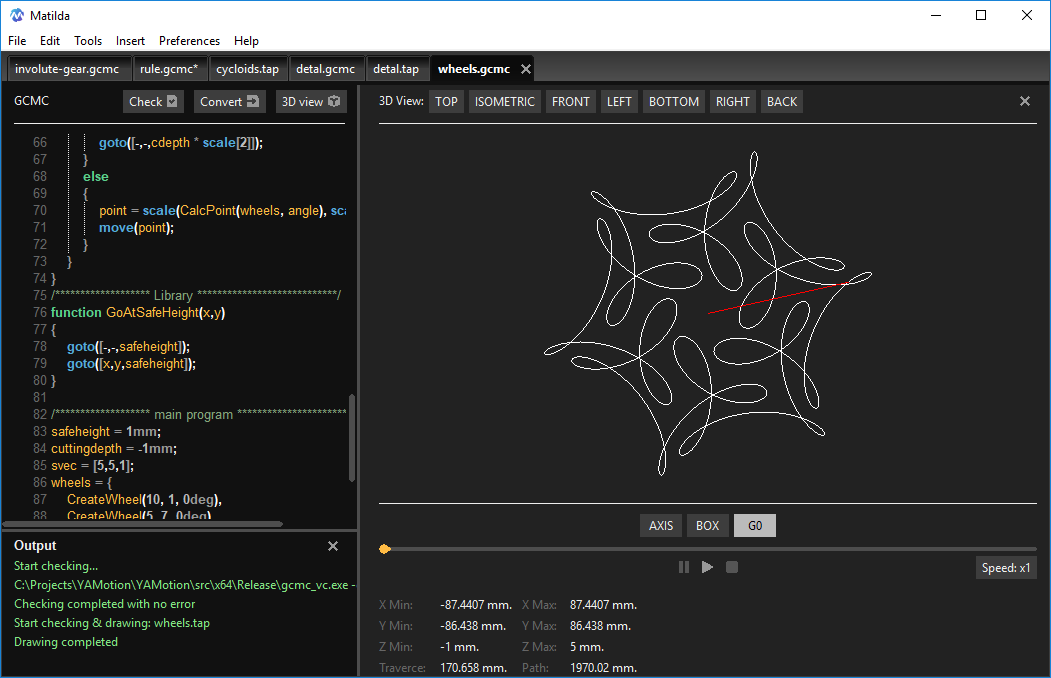 Matilda
File Edit Tools Insert Preferences Help
involute-gear.gcmc rule.gcmc* cycloids.tap detal.gcmc detal.tap wheels.gcmc
GCMC Check Convert 3D view
66 goto([-,-,cdepth * scale[2]]);
67 }
68 else
69 {
70 point = scale(CalcPoint(wheels, angle), sca
71 move(point);
72 }
73 }
74 }
75 /******************* Library ****************************/
76 function GoAtSafeHeight(x,y)
77 {
78 goto([-,-,safeheight]);
79 goto([x,y,safeheight]);
80 }
81
82 /******************* main program **********************
83 safeheight = 1mm;
84 cuttingdepth = -1mm;
85 svec = [5,5,1];
86 wheels = {
87 CreateWheel(10, 1, 0deg),
88 CreateWheel(5, 7, 0deg)
Output
Start checking...
C:\Projects\YAMotion\YAMotion\src\x64\Release\gcmc_vc.exe -
Checking completed with no error
Start checking & drawing: wheels.tap
Drawing completed
3D View: TOP ISOMETRIC FRONT LEFT BOTTOM RIGHT BACK
AXIS BOX G0
Speed: x1
X Min: -87.4407 mm. X Max: 87.4407 mm.
Y Min: -86.438 mm. Y Max: 86.438 mm.
Z Min: -1 mm. Z Max: 5 mm.
Traverce: 170.658 mm. Path: 1970.02 mm.